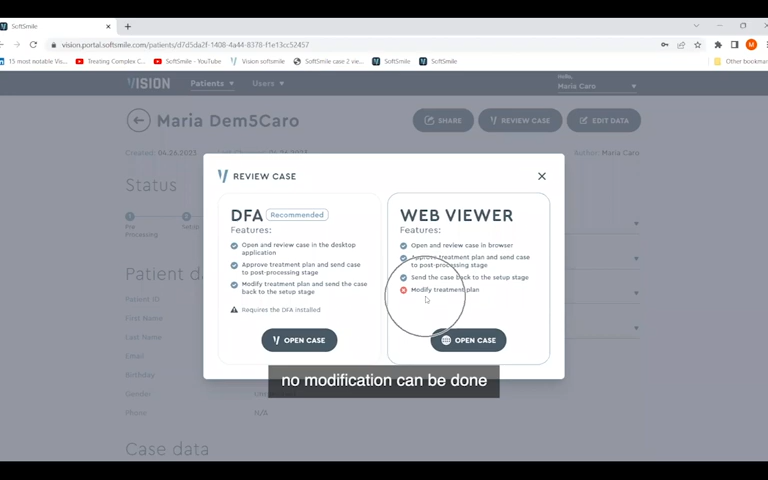 SoftSmile
vision.portal.softsmile.com/patients/d7d5da2f-1408-4a44-8378-f1e13cc52457
15 most notable Vis...
Treating Complex C...
SoftSmile - YouTube
Vision softsmile
SoftSmile case 2 vie...
SoftSmile
SoftSmile
Other bookmar
VISION
Patients
Users
Hello,
Maria Caro
Maria Dem5Caro
SHARE
REVIEW CASE
EDIT DATA
Created: 04.26.2023
Author: Maria Caro
Status
Pre
Processing
Setup
Patient da
Patient ID
First Name
Last Name
Email
Birthday
Gender
Phone
N/A
Case data
REVIEW CASE
DFA
Recommended
Features:
Open and review case in the desktop
application
Approve treatment plan and send case
to post-processing stage
Modify treatment plan and send the case
back to the setup stage
Requires the DFA installed
OPEN CASE
WEB VIEWER
Features:
Open and review case in browser
Approve treatment plan and send case
to post-processing stage
Send the case back to the setup stage
Modify treatment plan
OPEN CASE
no modification can be done